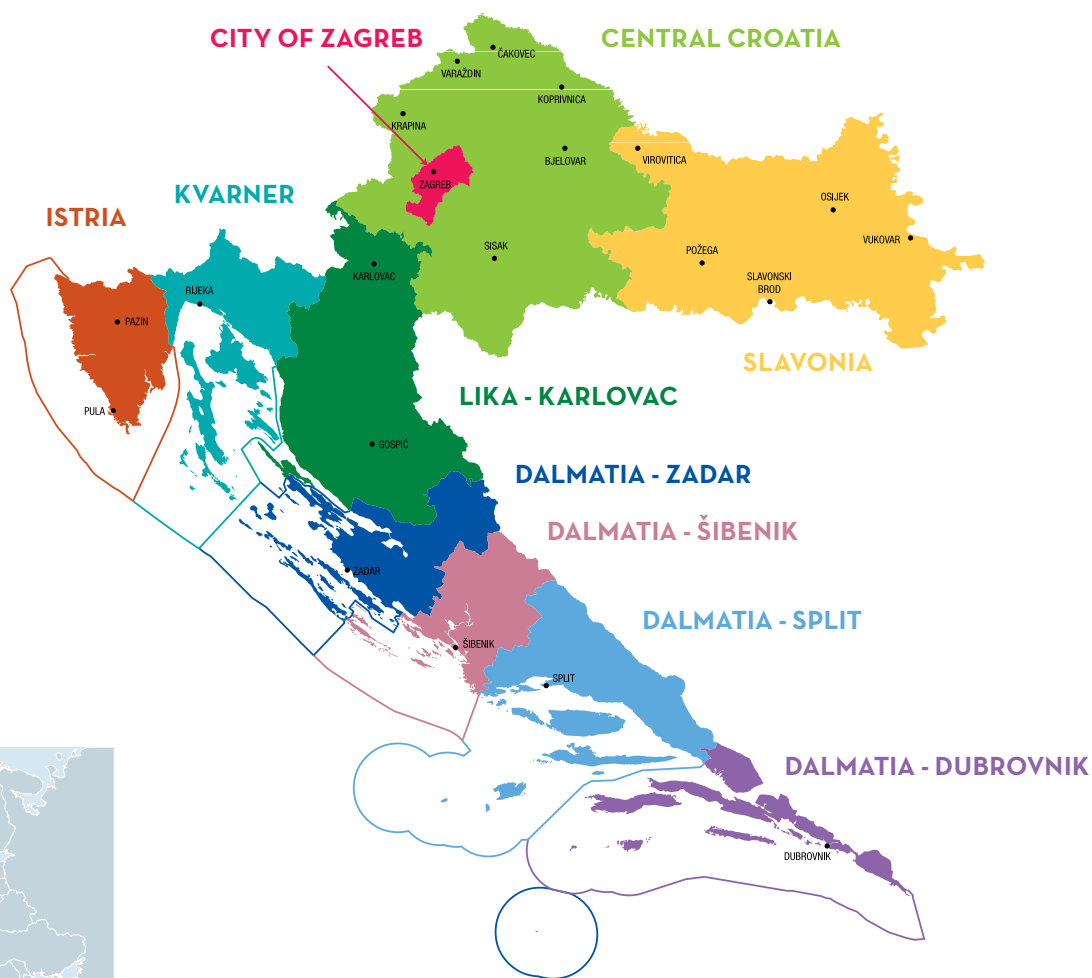 CITY OF ZAGREB
CENTRAL CROATIA
ČAKOVEC
VARAŽDIN
KOPRIVNICA
KRAPINA
BJELOVAR
VIROVITICA
ZAGREB
KVARNER
ISTRIA
OSIJEK
VUKOVAR
SISAK
POŽEGA
KARLOVAC
SLAVONSKI
BROD
RIJEKA
PAZIN
SLAVONIA
PULA
LIKA - KARLOVAC
GOSPIĆ
DALMATIA - ZADAR
DALMATIA - ŠIBENIK
ZADAR
DALMATIA - SPLIT
ŠIBENIK
SPLIT
DALMATIA - DUBROVNIK
DUBROVNIK